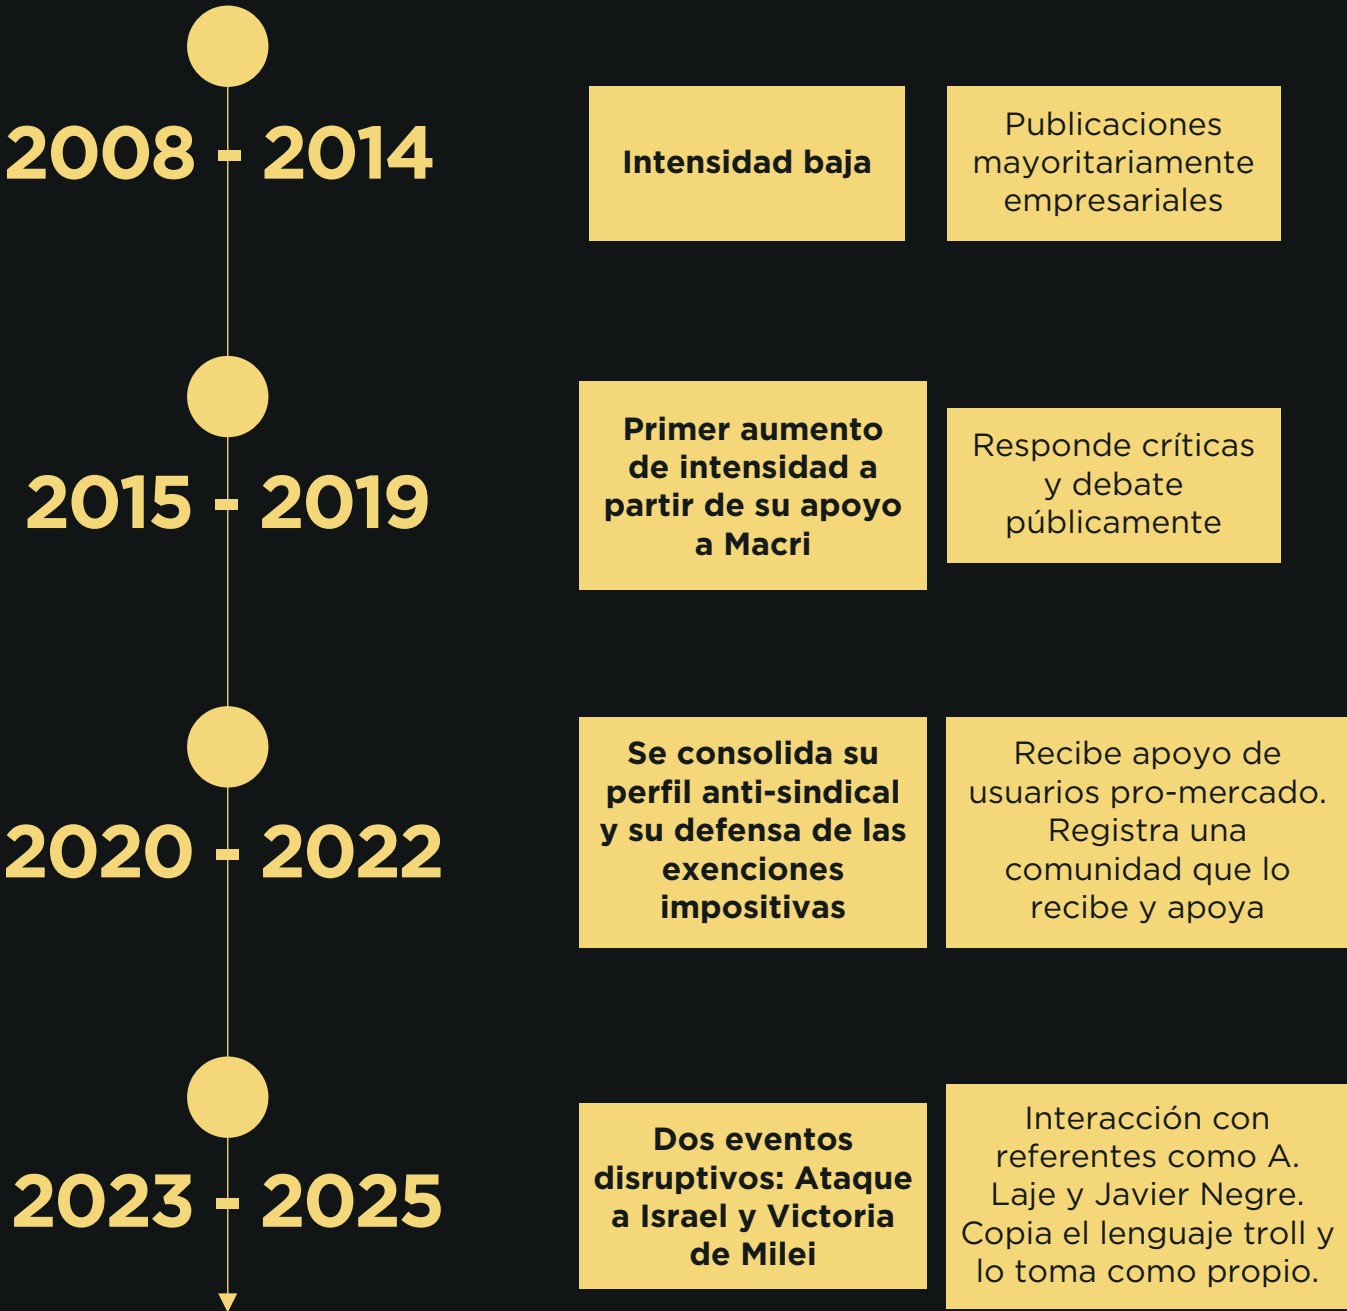 2008 - 2014
Intensidad baja
Publicaciones
mayoritariamente
empresariales
2015 - 2019
Primer aumento
de intensidad a
partir de su apoyo
a Macri
Responde críticas
y debate
públicamente
2020 - 2022
Se consolida su
perfil anti-sindical
y su defensa de las
exenciones
impositivas
Recibe apoyo de
usuarios pro-mercado.
Registra una
comunidad que lo
recibe y apoya
2023 - 2025
Dos eventos
disruptivos: Ataque
a Israel y Victoria
de Milei
Interacción con
referentes como A.
Laje y Javier Negre.
Copia el lenguaje troll y
lo toma como propio.